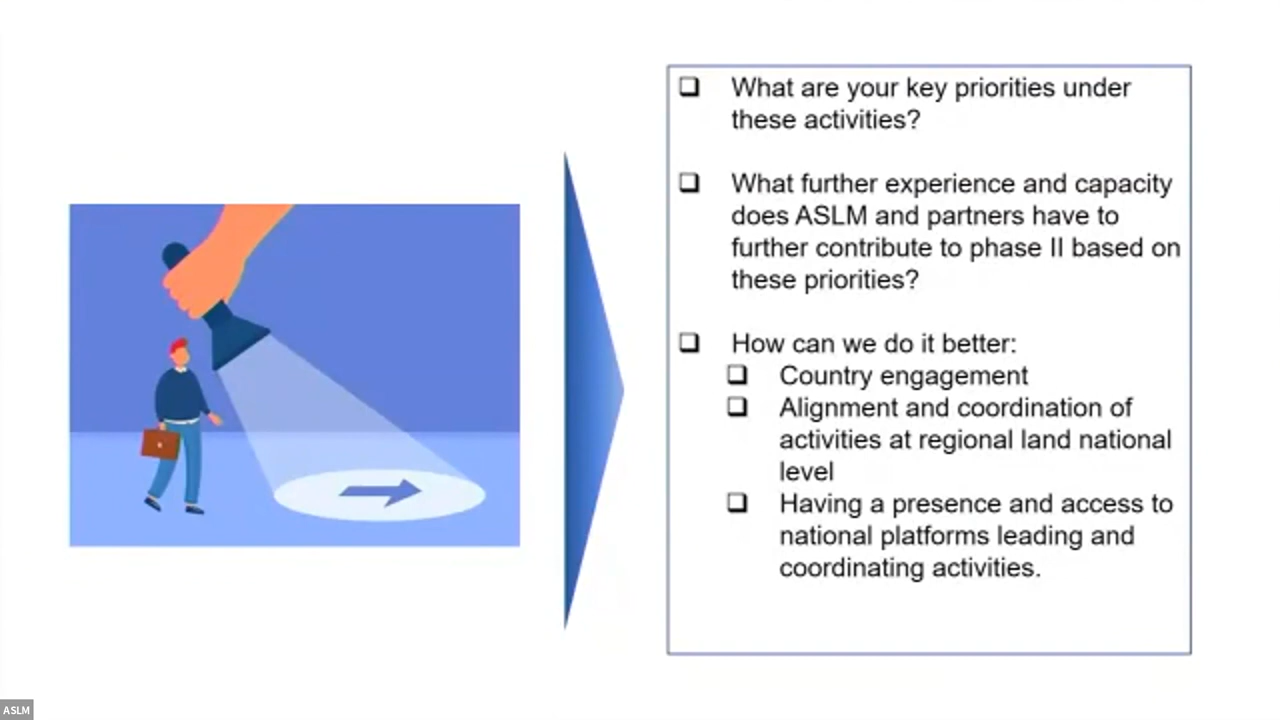 What are your key priorities under
these activities?
What further experience and capacity
does ASLM and partners have to
further contribute to phase II based on
these priorities?
How can we do it better:
Country engagement
Alignment and coordination of
activities at regional land national
level
Having a presence and access to
national platforms leading and
coordinating activities.
ASLM